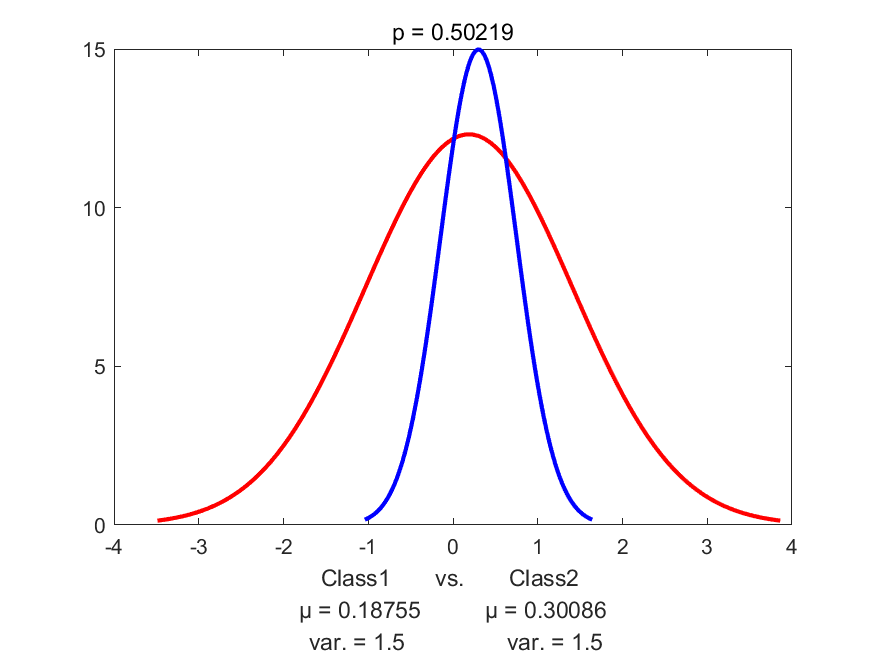 p = 0.50219
15
10
5
0
-4 -3 -2 -1 0 1 2 3 4
Class1 vs. Class2
μ = 0.18755 μ = 0.30086
var. = 1.5 var. = 1.5